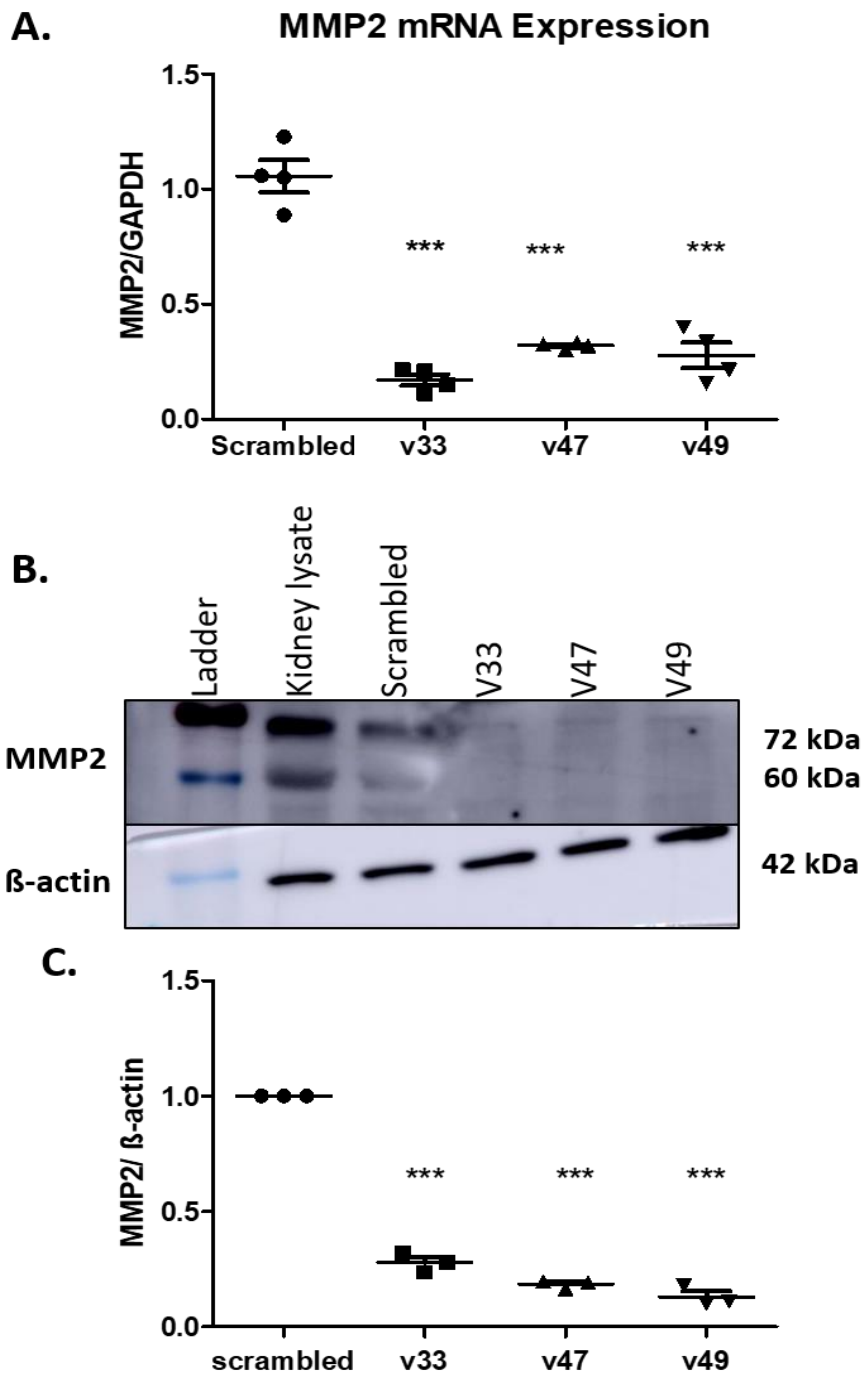 A.
MMP2 mRNA Expression
MMP2/GAPDH
1.5
1.0
0.5
0.0
***
***
***
Scrambled v33 v47 v49
B.
Ladder
Kidney lysate
Scrambled
V33
V47
V49
MMP2
72 kDa
60 kDa
ß-actin
42 kDa
C.
MMP2/ ß-actin
1.5
1.0
0.5
0.0
***
***
***
scrambled v33 v47 v49